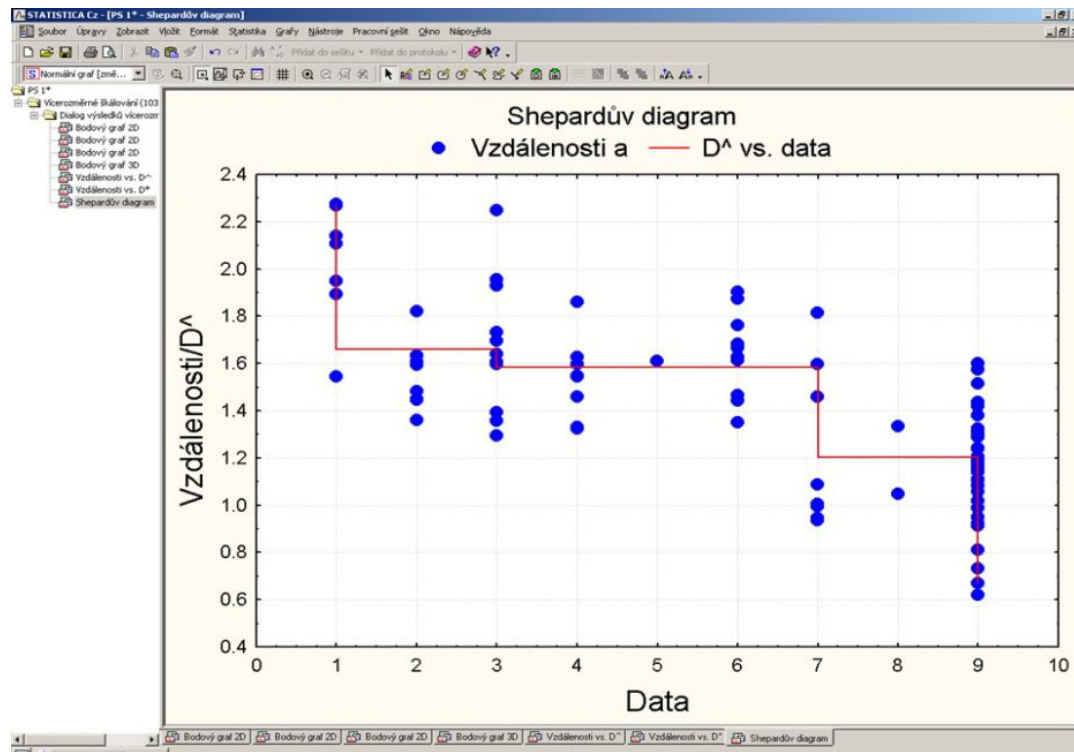 STATISTICA Cz - [PS 1* - Shepardův diagram]
Soubor Úpravy Zobrazit Vložit Formát Statistika Grafy Nástroje Pracovní sešit Okno Nápověda
Přidat do sešitu Přidat do protokolu
Normální graf [změ...
PS 1*
Vícerozměrné škálování (103
Dialog výsledků vícerozr
Bodový graf 2D
Bodový graf 2D
Bodový graf 2D
Bodový graf 3D
Vzdálenosti vs. D^
Vzdálenosti vs. D*
Shepardův diagram
Shepardův diagram
Vzdálenosti a D^ vs. data
2.4
2.2
2.0
1.8
1.6
1.4
1.2
1.0
0.8
0.6
0.4
Vzdálenosti/D^
0 1 2 3 4 5 6 7 8 9 10
Data
Bodový graf 2D Bodový graf 2D Bodový graf 2D Bodový graf 3D Vzdálenosti vs. D^ Vzdálenosti vs. D* Shepardův diagram